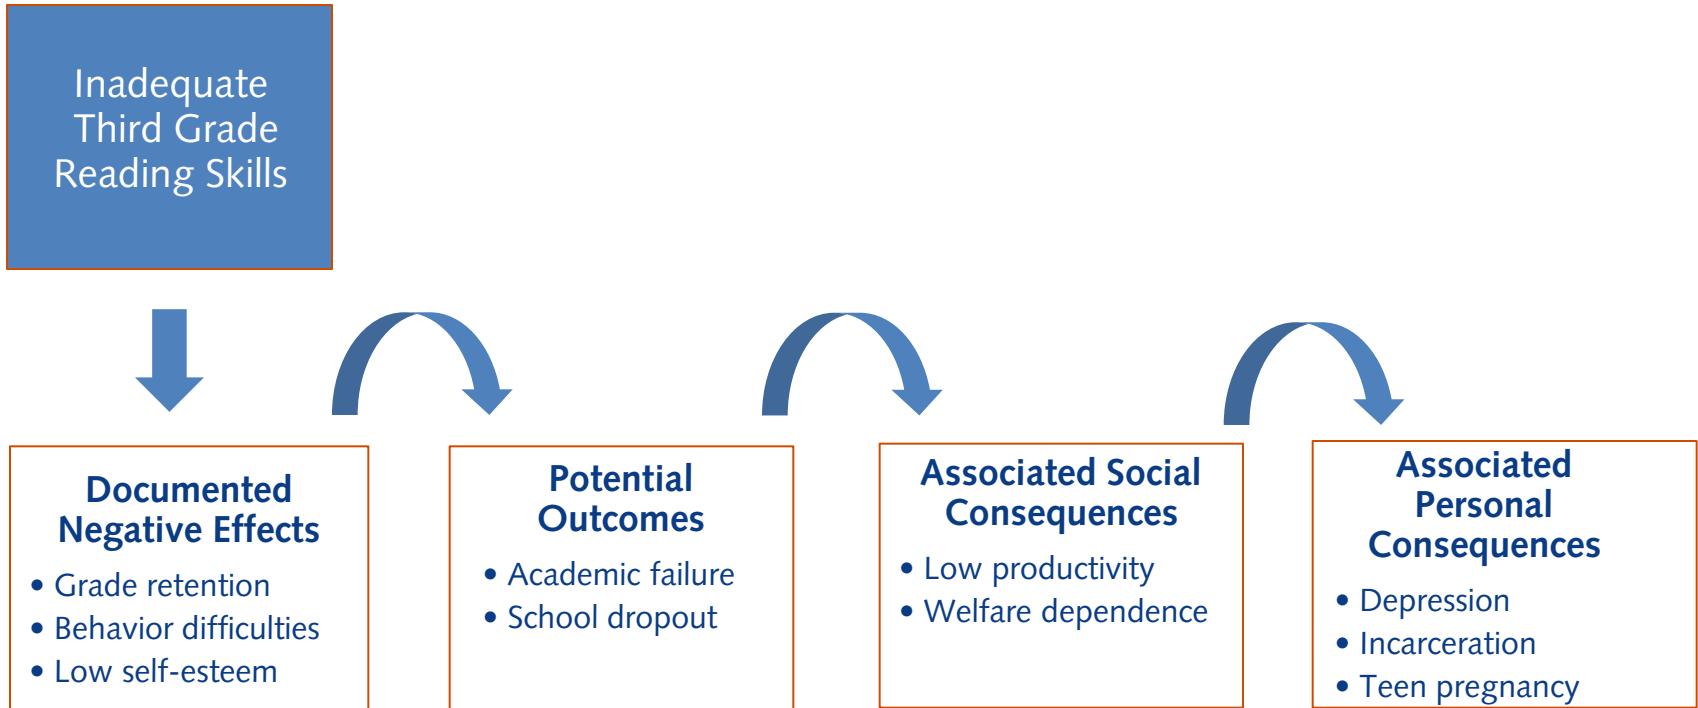 Inadequate
Third Grade
Reading Skills
Documented
Negative Effects
• Grade retention
• Behavior difficulties
• Low self-esteem
Potential
Outcomes
• Academic failure
• School dropout
Associated Social
Consequences
• Low productivity
• Welfare dependence
Associated
Personal
Consequences
• Depression
• Incarceration
• Teen pregnancy